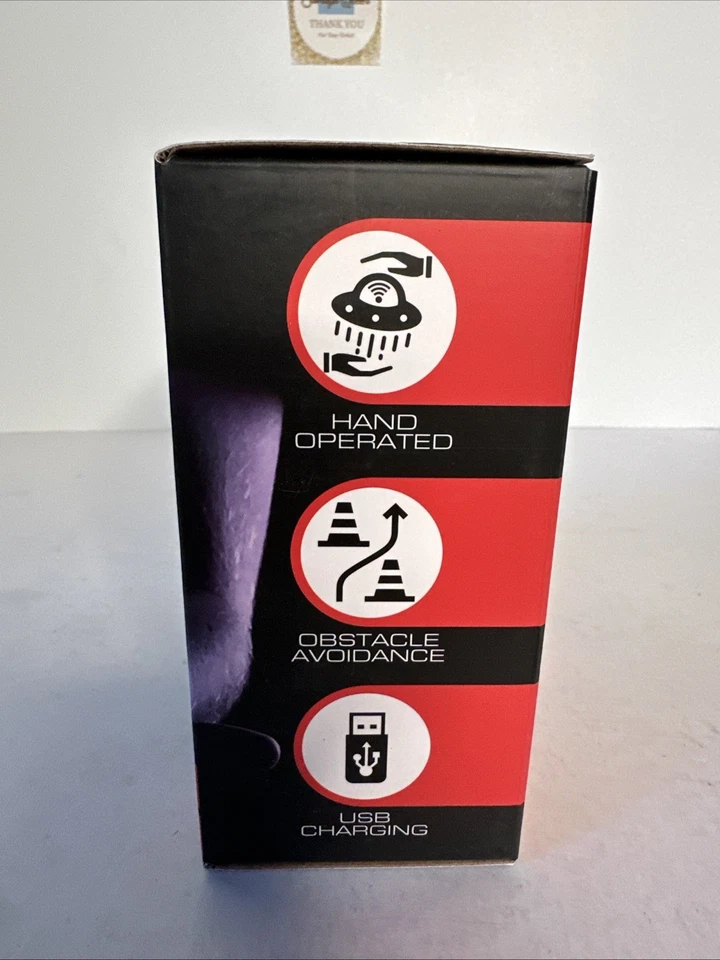 THANK YOU
HAND
OPERATED
OBSTACLE
AVOIDANCE
USB
CHARGING